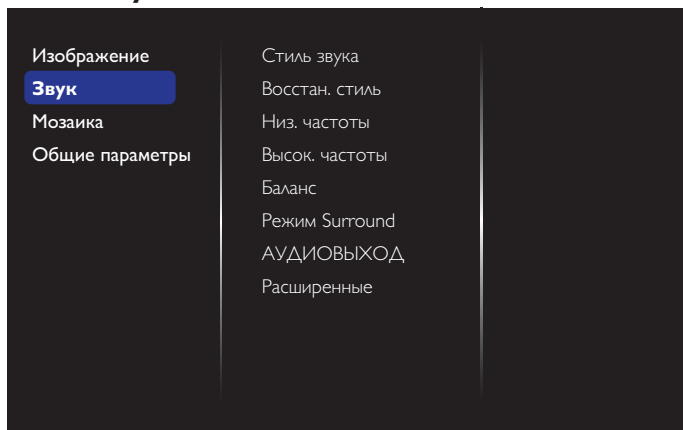 Изображение
Звук
Мозаика
Общие параметры
Стиль звука
Восстан. стиль
Низ. частоты
Высок. частоты
Баланс
Режим Surround
АУДИОВЫХОД
Расширенные